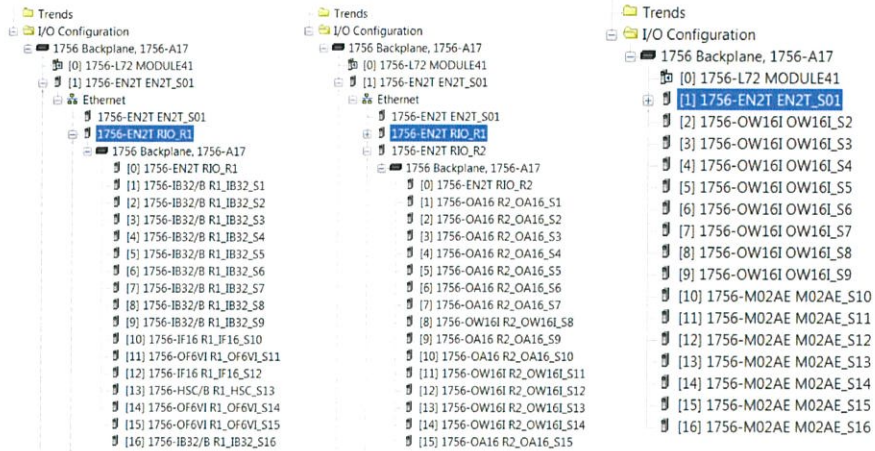 Trends
I/O Configuration
1756 Backplane, 1756-A17
[0] 1756-L72 MODULE41
[1] 1756-EN2T EN2T_S01
Ethernet
1756-EN2T EN2T_S01
1756-EN2T RIO_R1
1756 Backplane, 1756-A17
[0] 1756-EN2T RIO_R1
[1] 1756-IB32/B R1_IB32_S1
[2] 1756-IB32/B R1_IB32_S2
[3] 1756-IB32/B R1_IB32_S3
[4] 1756-IB32/B R1_IB32_S4
[5] 1756-IB32/B R1_IB32_S5
[6] 1756-IB32/B R1_IB32_S6
[7] 1756-IB32/B R1_IB32_S7
[8] 1756-IB32/B R1_IB32_S8
[9] 1756-IB32/B R1_IB32_S9
[10] 1756-IF16 R1_IF16_S10
[11] 1756-OF6VI R1_OF6VI_S11
[12] 1756-IF16 R1_IF16_S12
[13] 1756-HSC/B R1_HSC_S13
[14] 1756-OF6VI R1_OF6VI_S14
[15] 1756-OF6VI R1_OF6VI_S15
[16] 1756-IB32/B R1_IB32_S16
Trends
I/O Configuration
1756 Backplane, 1756-A17
[0] 1756-L72 MODULE41
[1] 1756-EN2T EN2T_S01
Ethernet
1756-EN2T EN2T_S01
1756-EN2T RIO_R1
1756-EN2T RIO_R2
1756 Backplane, 1756-A17
[0] 1756-EN2T RIO_R2
[1] 1756-OA16 R2_OA16_S1
[2] 1756-OA16 R2_OA16_S2
[3] 1756-OA16 R2_OA16_S3
[4] 1756-OA16 R2_OA16_S4
[5] 1756-OA16 R2_OA16_S5
[6] 1756-OA16 R2_OA16_S6
[7] 1756-OA16 R2_OA16_S7
[8] 1756-OW16I R2_OW16I_S8
[9] 1756-OA16 R2_OA16_S9
[10] 1756-OA16 R2_OA16_S10
[11] 1756-OW16I R2_OW16I_S11
[12] 1756-OW16I R2_OW16I_S12
[13] 1756-OW16I R2_OW16I_S13
[14] 1756-OW16I R2_OW16I_S14
[15] 1756-OA16 R2_OA16_S15
Trends
I/O Configuration
1756 Backplane, 1756-A17
[0] 1756-L72 MODULE41
[1] 1756-EN2T EN2T_S01
[2] 1756-OW16I OW16I_S2
[3] 1756-OW16I OW16I_S3
[4] 1756-OW16I OW16I_S4
[5] 1756-OW16I OW16I_S5
[6] 1756-OW16I OW16I_S6
[7] 1756-OW16I OW16I_S7
[8] 1756-OW16I OW16I_S8
[9] 1756-OW16I OW16I_S9
[10] 1756-M02AE M02AE_S10
[11] 1756-M02AE M02AE_S11
[12] 1756-M02AE M02AE_S12
[13] 1756-M02AE M02AE_S13
[14] 1756-M02AE M02AE_S14
[15] 1756-M02AE M02AE_S15
[16] 1756-M02AE M02AE_S16